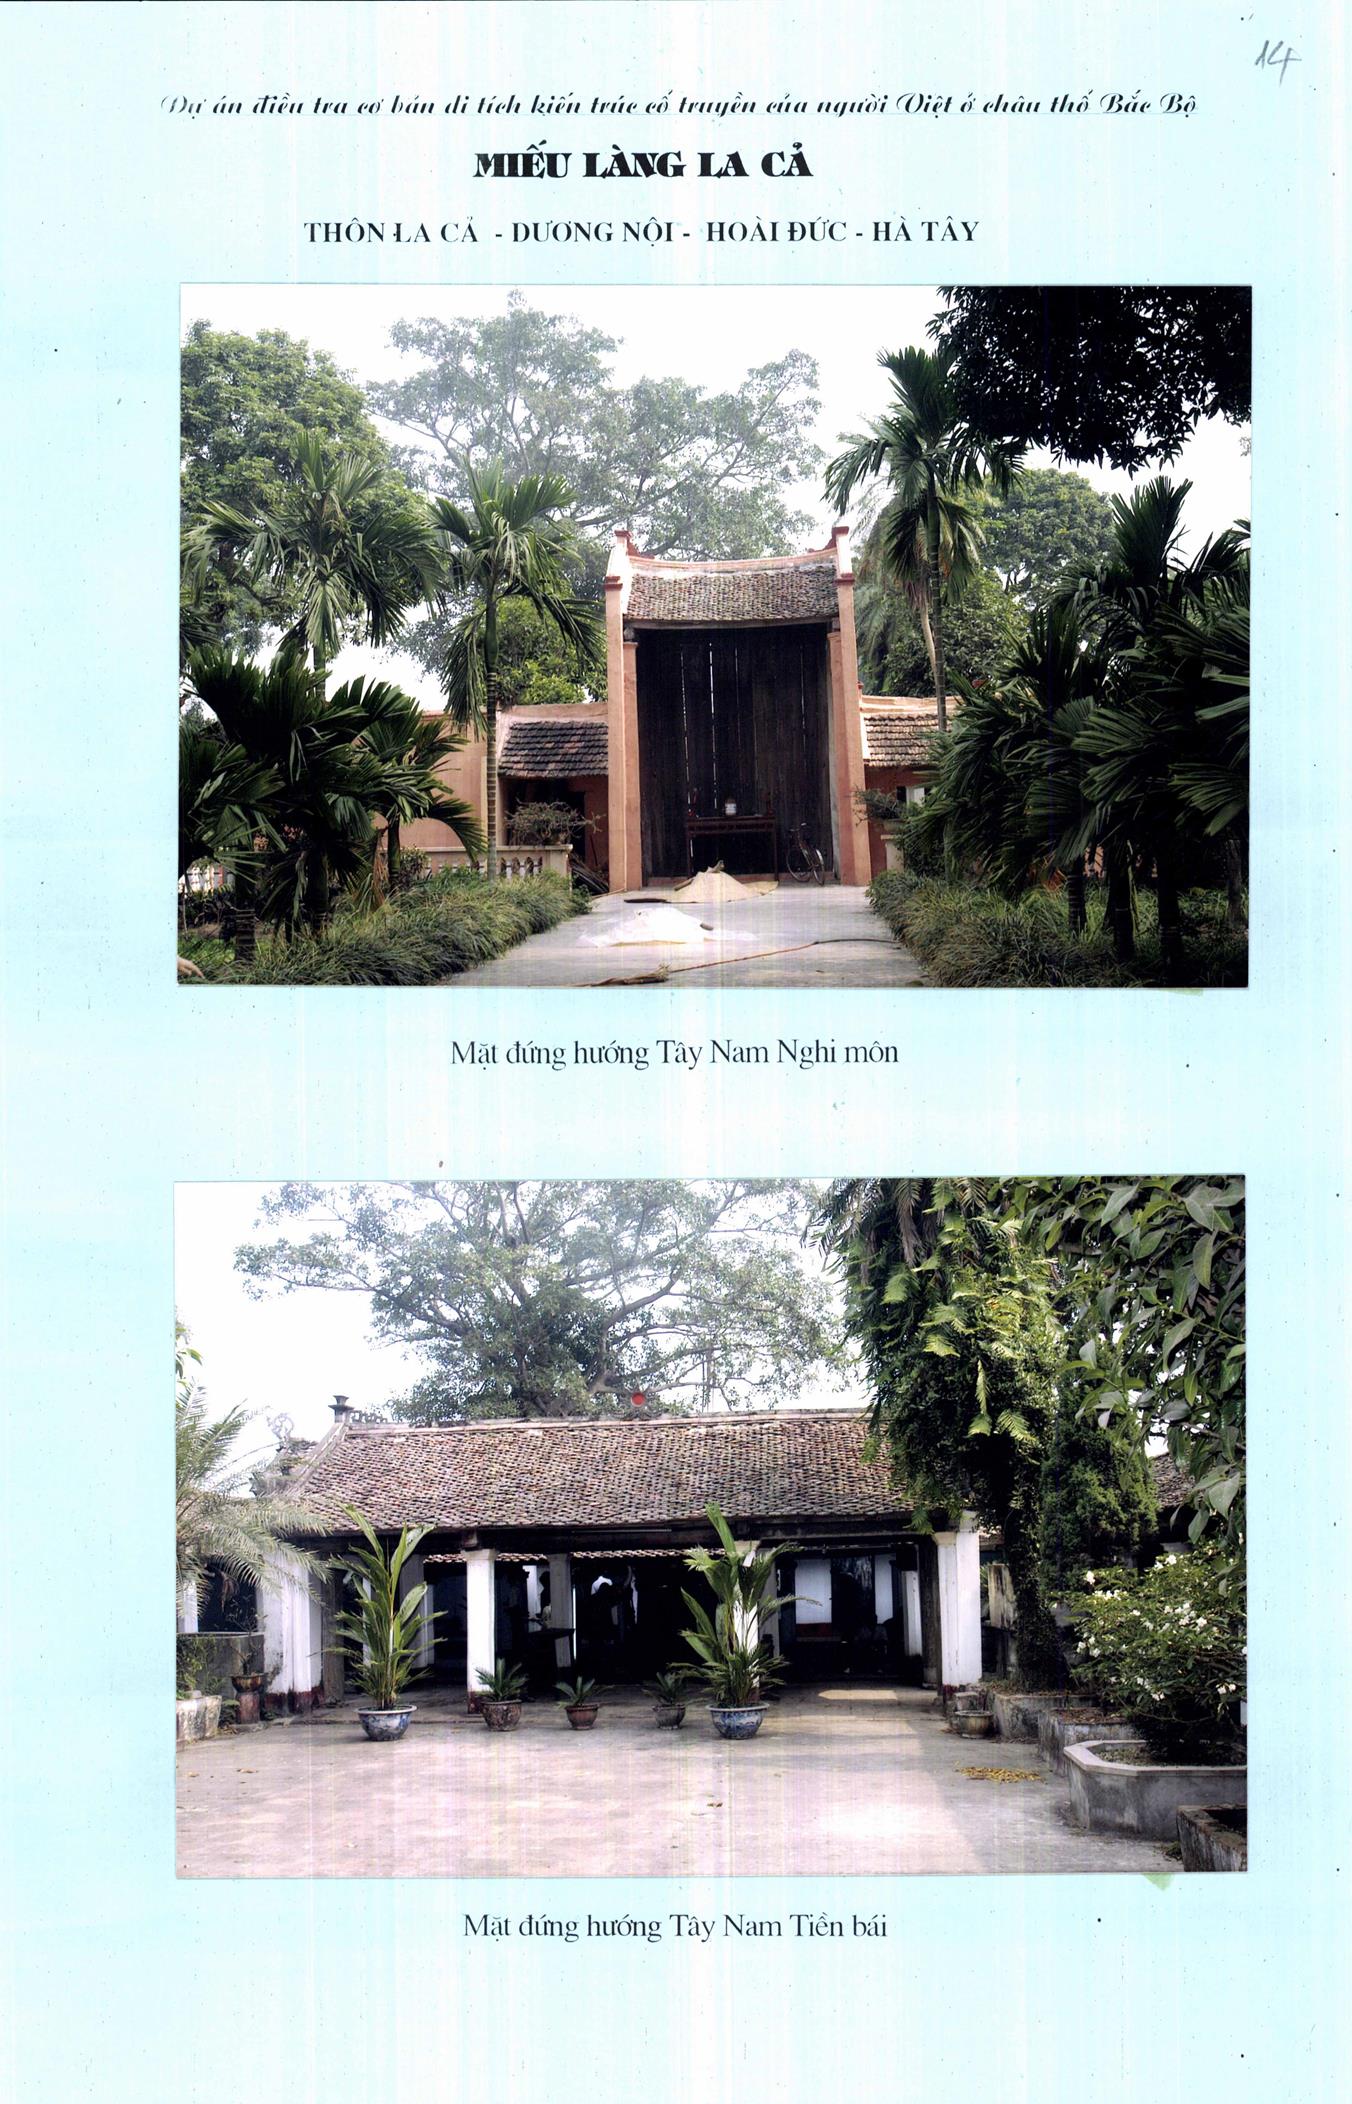 14
Dự án điều tra cơ bản di tích kiến trúc cổ truyền của người Việt ở châu thổ Bắc Bộ
MIẾU LÀNG LA CẢ
THÔN LA CẢ - DƯƠNG NỘI - HOÀI ĐỨC - HÀ TÂY
Mặt đứng hướng Tây Nam Nghi môn
Mặt đứng hướng Tây Nam Tiền bái